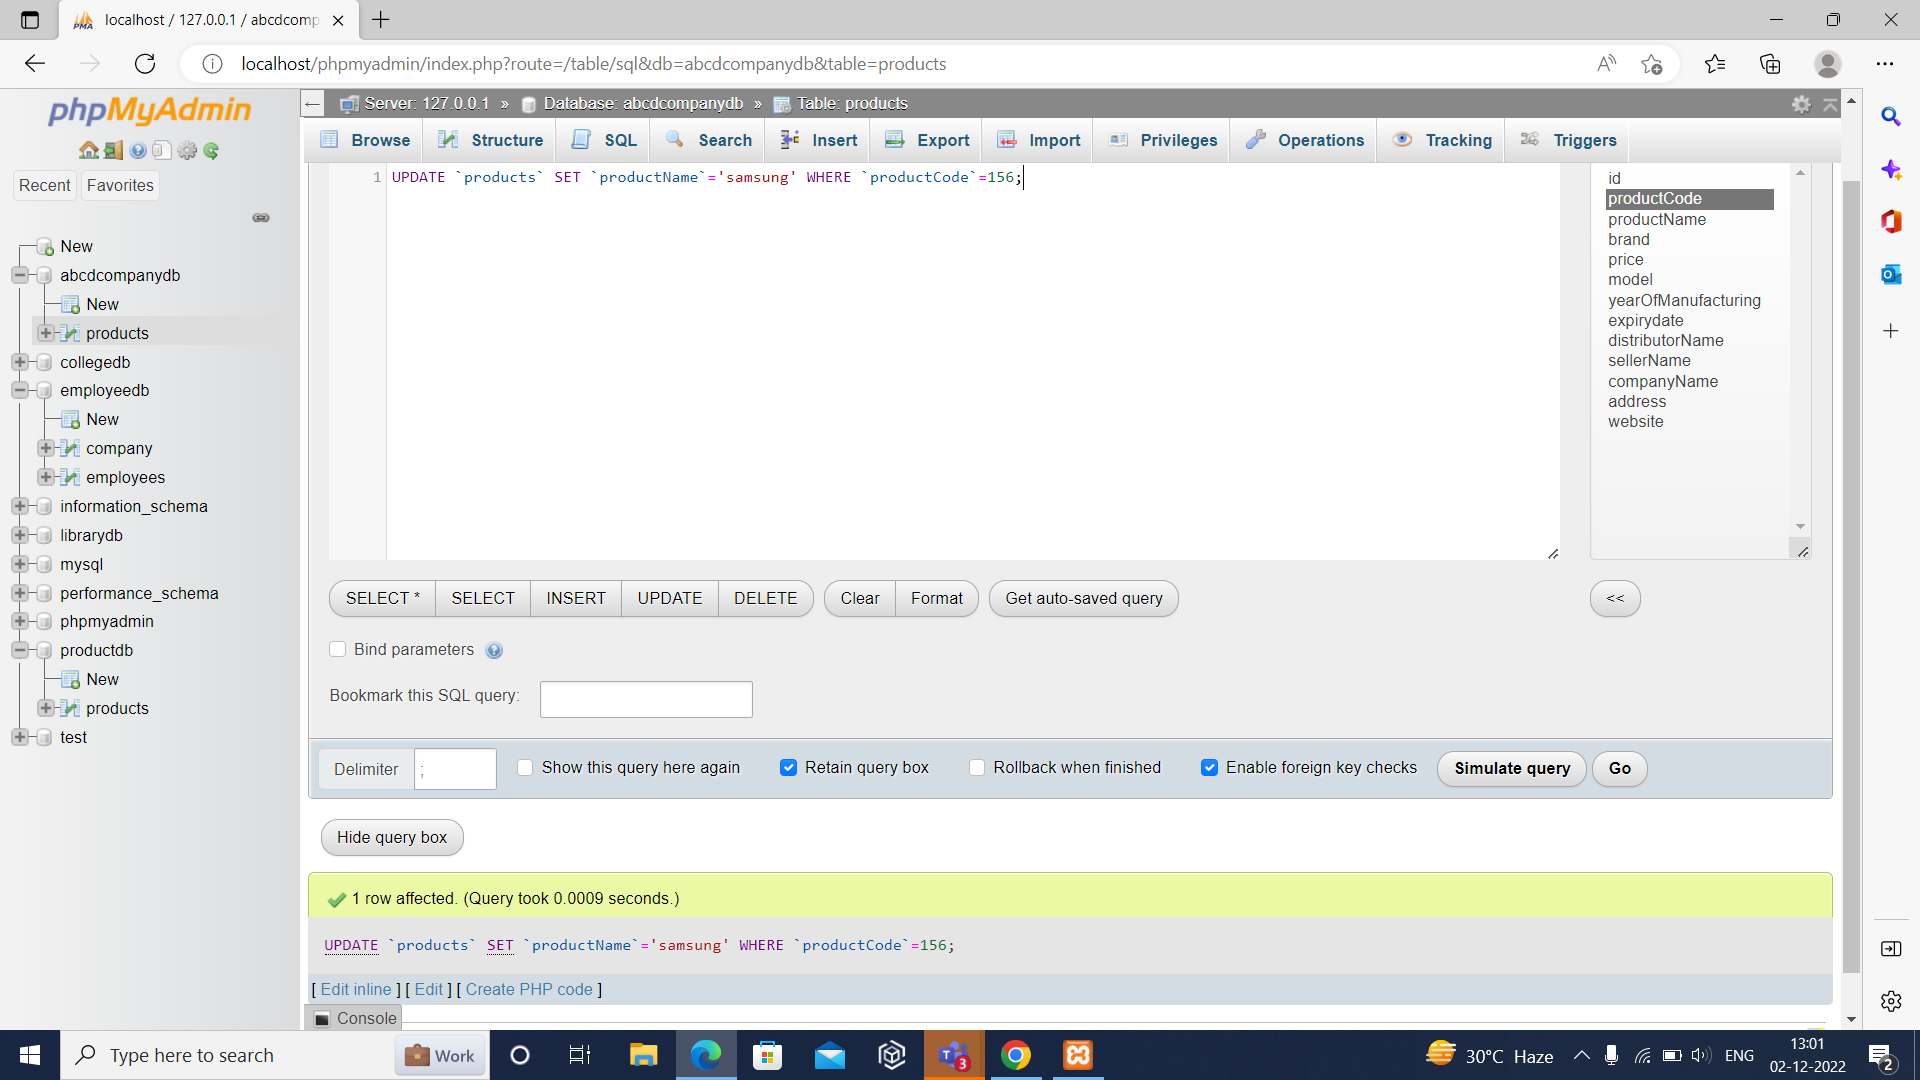 localhost / 127.0.0.1 / abcdcomp
localhost/phpmyadmin/index.php?route=/table/sql&db=abcdcompanydb&table=products
phpMyAdmin
Recent Favorites
New
abcdcompanydb
New
products
collegedb
employeedb
New
company
employees
information_schema
librarydb
mysql
performance_schema
phpmyadmin
productdb
New
products
test
Server: 127.0.0.1 » Database: abcdcompanydb » Table: products
Browse Structure SQL Search Insert Export Import Privileges Operations Tracking Triggers
1 UPDATE `products` SET `productName`='samsung' WHERE `productCode`=156;
id
productCode
productName
brand
price
model
yearOfManufacturing
expirydate
distributorName
sellerName
companyName
address
website
SELECT * SELECT INSERT UPDATE DELETE Clear Format Get auto-saved query <<
Bind parameters
Bookmark this SQL query:
Delimiter ; Show this query here again Retain query box Rollback when finished Enable foreign key checks Simulate query Go
Hide query box
1 row affected. (Query took 0.0009 seconds.)
UPDATE `products` SET `productName`='samsung' WHERE `productCode`=156;
[ Edit inline ] [ Edit ] [ Create PHP code ]
Console
Type here to search Work 3 30°C Haze ENG 13:01
02-12-2022 2